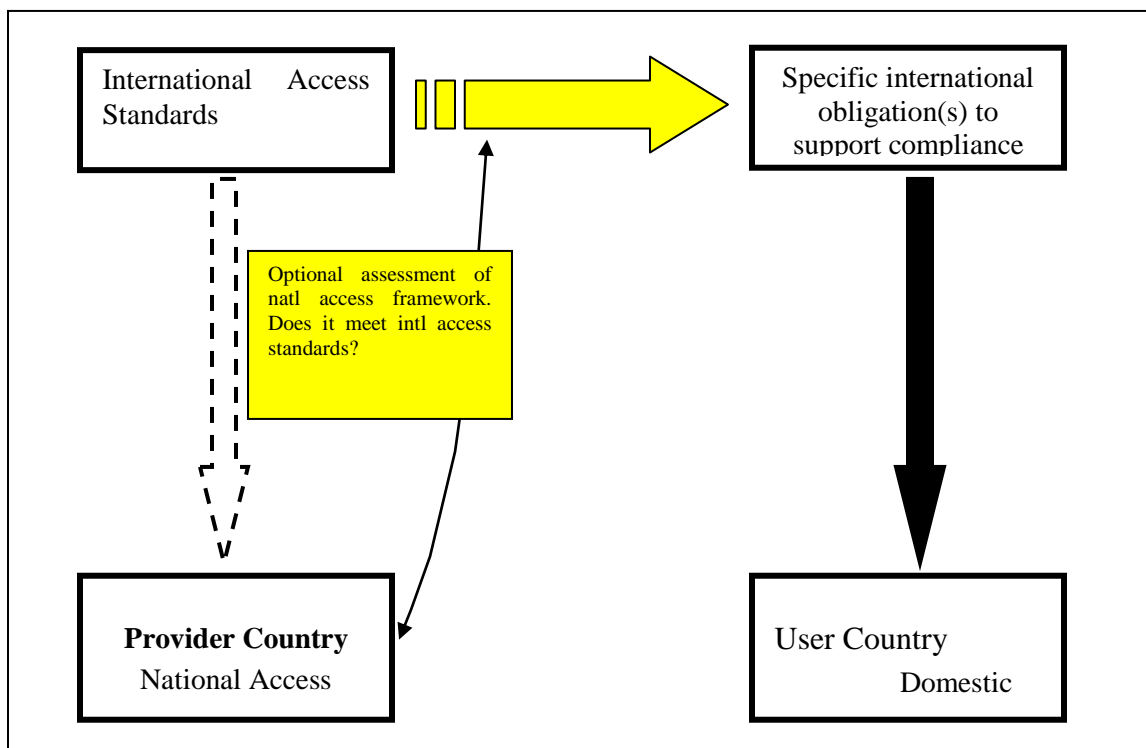 International Access
Standards
Specific international
obligation(s) to
support compliance
Optional assessment of
natl access framework.
Does it meet intl access
standards?
Provider Country
National Access
User Country
Domestic